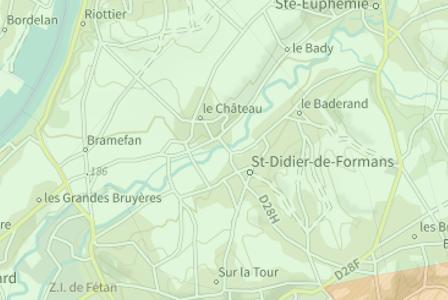 Ste-Euphémie
Riottier
Bordelan
le Bady
le Château
le Baderand
Bramefan
St-Didier-de-Formans
186
les Grandes Bruyères
D28H
Sur la Tour
D28F
Z.I. de Fétan